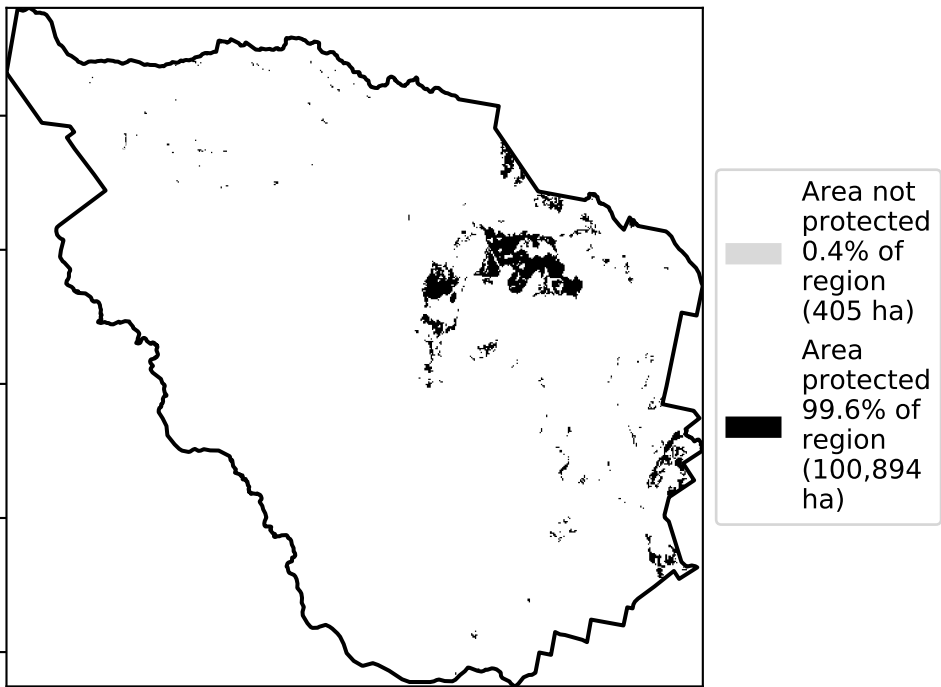 Area not
protected
0.4% of
region
(405 ha)
Area
protected
99.6% of
region
(100,894
ha)